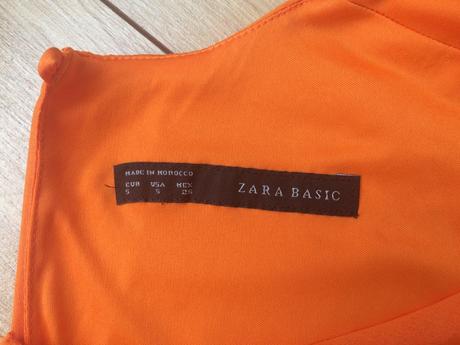 MADE IN MOROCCO
EUR USA MEX
S S 26
ZARA BASIC